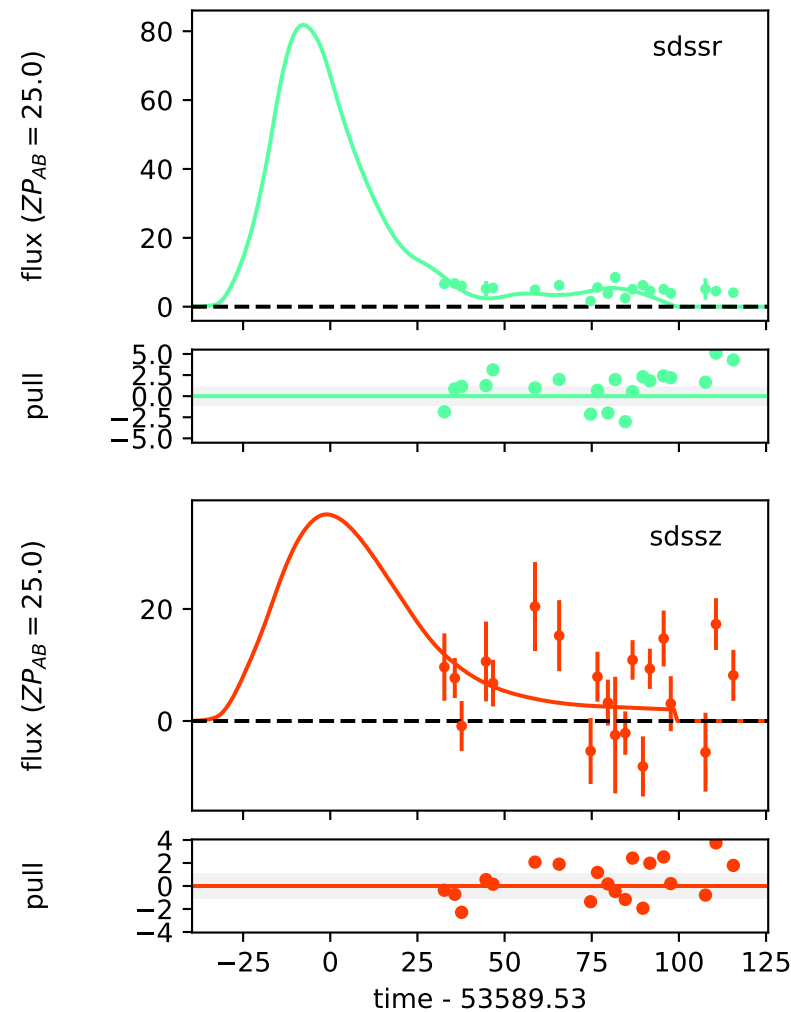 sdssr
flux (ZP_AB = 25.0)
80
60
40
20
0
pull
5.0
2.5
0.0
−2.5
−5.0
sdssz
flux (ZP_AB = 25.0)
20
0
pull
4
2
0
−2
−4
−25 0 25 50 75 100 125
time - 53589.53